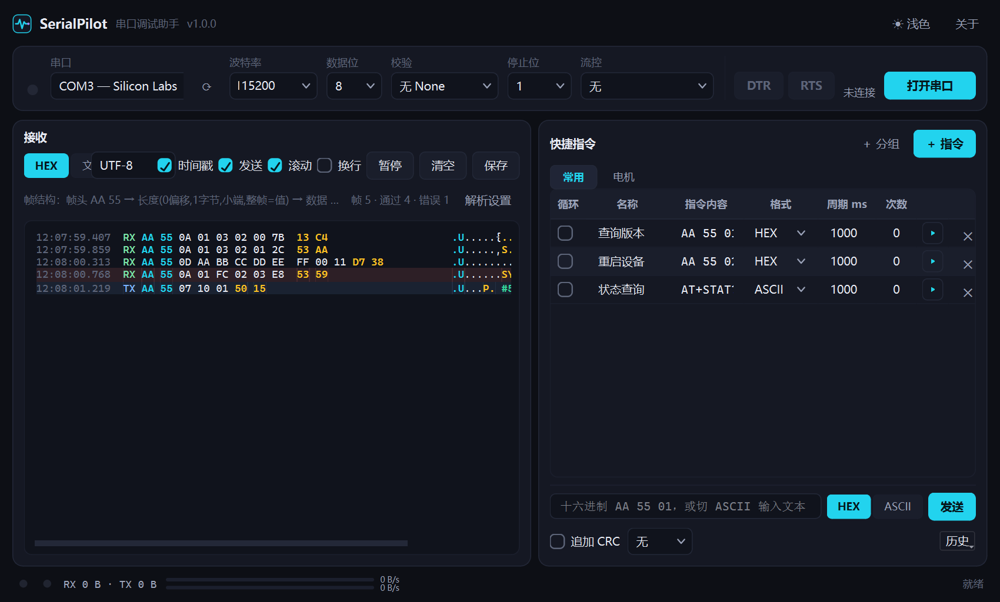 SerialPilot 串口调试助手 v1.0.0
☀ 浅色 关于
串口 波特率 数据位 校验 停止位 流控
COM3 — Silicon Labs ⟳ 115200 8 无 None 1 无 DTR RTS 未连接 打开串口
接收
HEX 文 UTF-8 时间戳 发送 滚动 换行 暂停 清空 保存
帧结构: 帧头 AA 55 → 长度(0偏移,1字节,小端,整帧=值) → 数据 ... 帧 5 · 通过 4 · 错误 1 解析设置
12:07:59.407 RX AA 55 0A 01 03 02 00 7B 13 C4 .U.....{..
12:07:59.859 RX AA 55 0A 01 03 02 01 2C 53 AA .U.....,S.
12:08:00.313 RX AA 55 0D AA BB CC DD EE FF 00 11 D7 38 .U........
12:08:00.768 RX AA 55 0A 01 FC 02 03 E8 53 59 .U......SY
12:08:01.219 TX AA 55 07 10 01 50 15 .U...P. #5
快捷指令 + 分组 + 指令
常用 电机
循环 名称 指令内容 格式 周期 ms 次数
查询版本 AA 55 01 HEX 1000 0 ×
重启设备 AA 55 02 HEX 1000 0 ×
状态查询 AT+STAT ASCII 1000 0 ×
十六进制 AA 55 01, 或切 ASCII 输入文本 HEX ASCII 发送
追加 CRC 无 历史
RX 0 B · TX 0 B 0 B/s
0 B/s
就绪